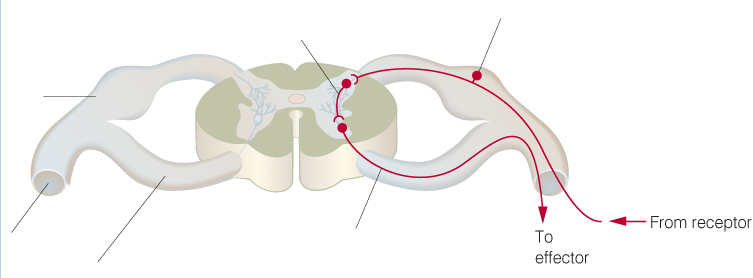 From receptor
To
effector